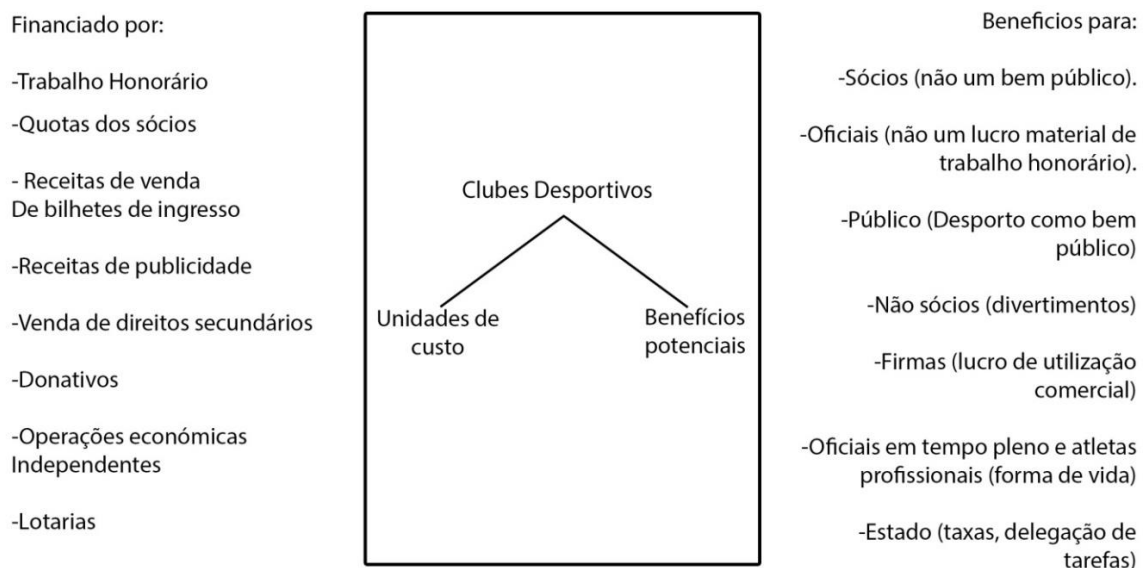 Financiado por:
-Trabalho Honorário
-Quotas dos sócios
- Receitas de venda
De bilhetes de ingresso
-Receitas de publicidade
-Venda de direitos secundários
-Donativos
-Operações económicas
Independentes
-Lotarias
Clubes Desportivos
Unidades de
custo
Benefícios
potenciais
Beneficios para:
-Sócios (não um bem público).
-Oficiais (não um lucro material de
trabalho honorário).
-Público (Desporto como bem
público)
-Não sócios (divertimentos)
-Firmas (lucro de utilização
comercial)
-Oficiais em tempo pleno e atletas
profissionais (forma de vida)
-Estado (taxas, delegação de
tarefas)